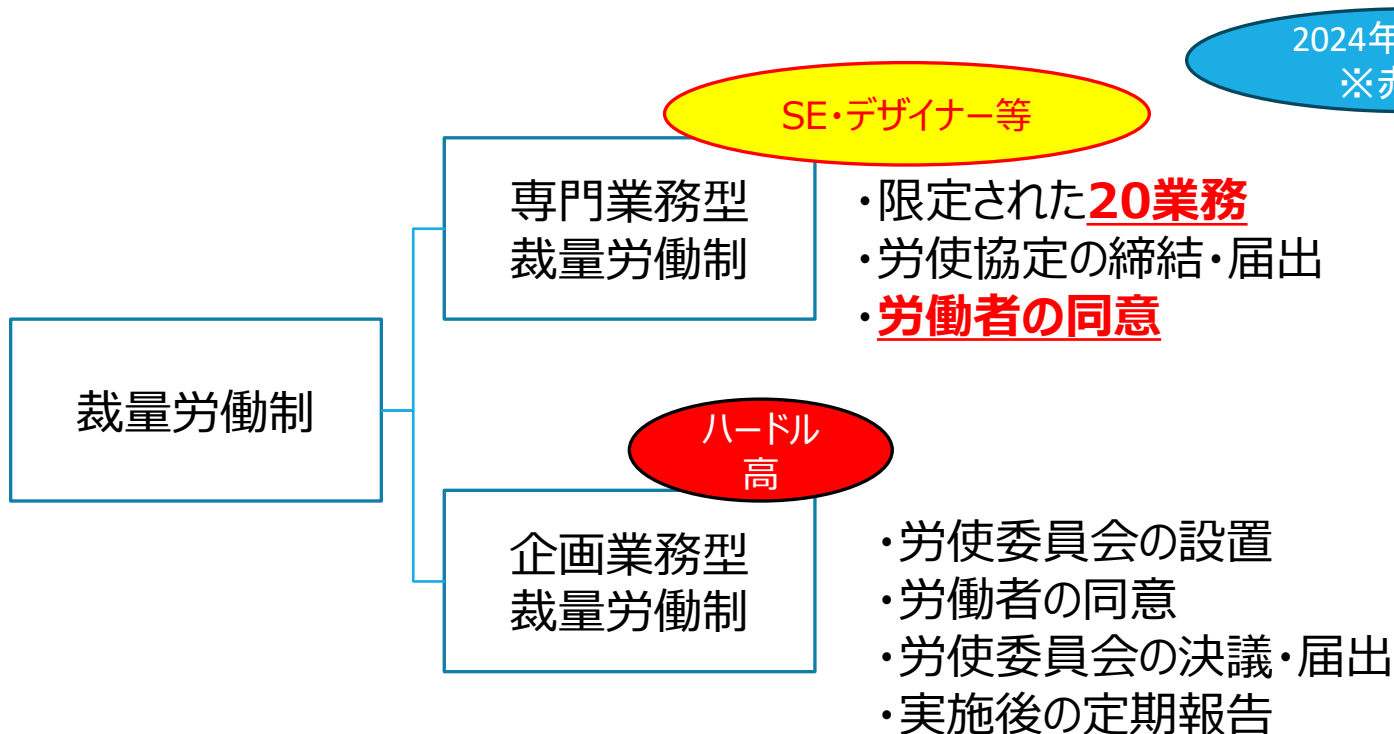 2024年
※赤
SE・デザイナー等
専門業務型
裁量労働制
・限定された20業務
・労使協定の締結・届出
・労働者の同意
裁量労働制
ハードル
高
企画業務型
裁量労働制
・労使委員会の設置
・労働者の同意
・労使委員会の決議・届出
・実施後の定期報告